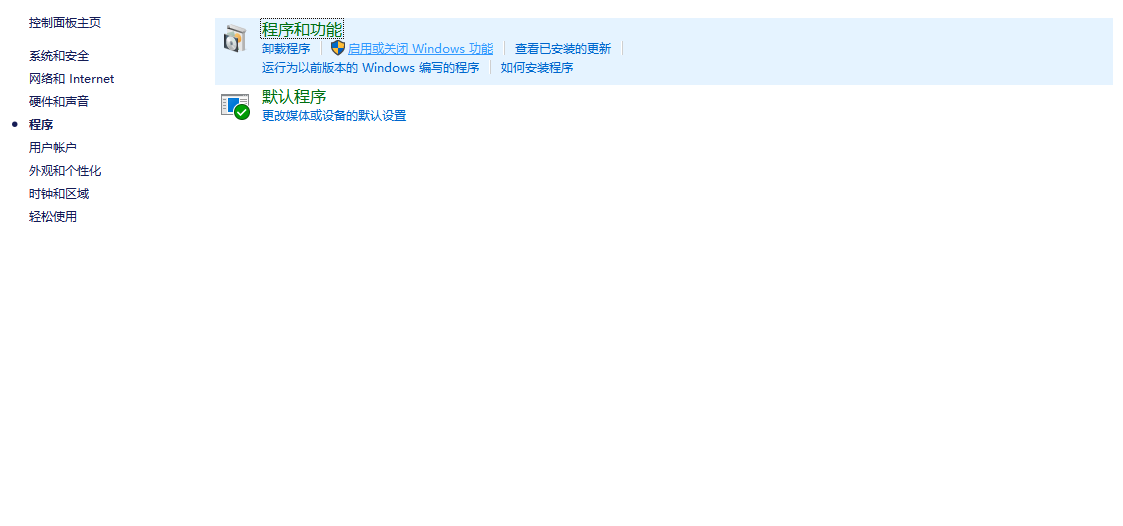 控制面板主页
系统和安全
网络和 Internet
硬件和声音
程序
用户帐户
外观和个性化
时钟和区域
轻松使用
程序和功能
卸载程序 启用或关闭 Windows 功能 查看已安装的更新
运行为以前版本的 Windows 编写的程序 如何安装程序
默认程序
更改媒体或设备的默认设置